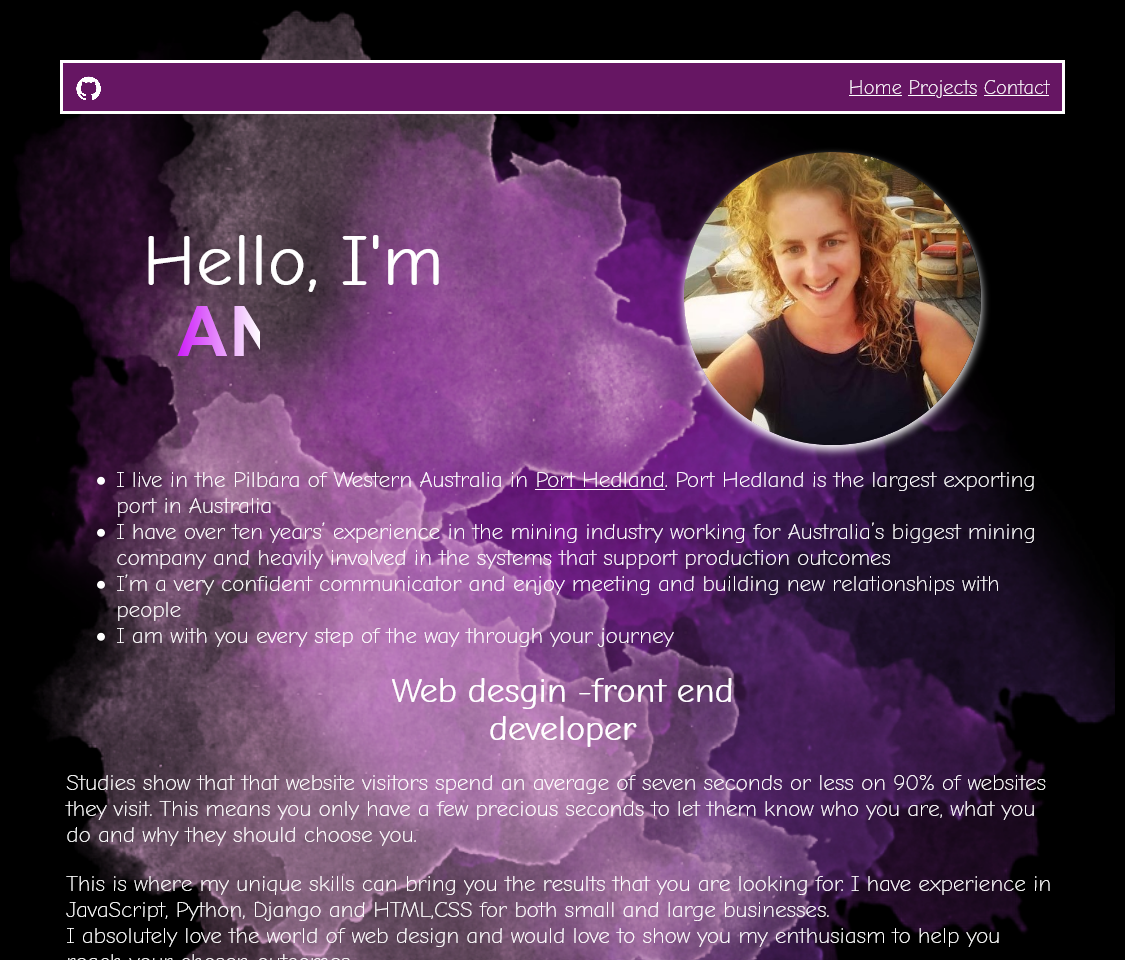 Home Projects Contact
Hello, I'm
AN
I live in the Pilbara of Western Australia in Port Hedland. Port Hedland is the largest exporting
port in Australia
I have over ten years’ experience in the mining industry working for Australia’s biggest mining
company and heavily involved in the systems that support production outcomes
I’m a very confident communicator and enjoy meeting and building new relationships with
people
I am with you every step of the way through your journey
Web desgin -front end
developer
Studies show that that website visitors spend an average of seven seconds or less on 90% of websites
they visit. This means you only have a few precious seconds to let them know who you are, what you
do and why they should choose you.
This is where my unique skills can bring you the results that you are looking for. I have experience in
JavaScript, Python, Django and HTML,CSS for both small and large businesses.
I absolutely love the world of web design and would love to show you my enthusiasm to help you
reach your chosen outcomes